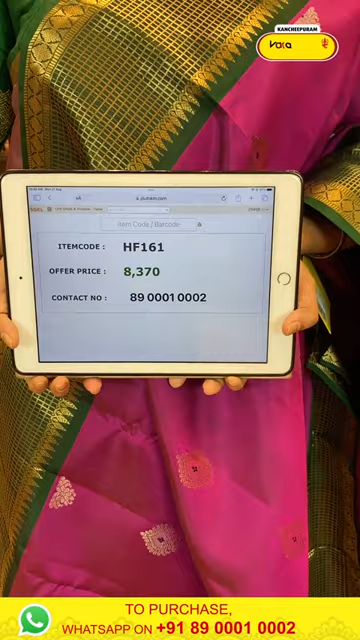 KANCHEEPURAM
Item Code / Barcode
ITEMCODE : HF161
OFFER PRICE : 8,370
CONTACT NO : 89 0001 0002
TO PURCHASE,
WHATSAPP ON +91 89 0001 0002